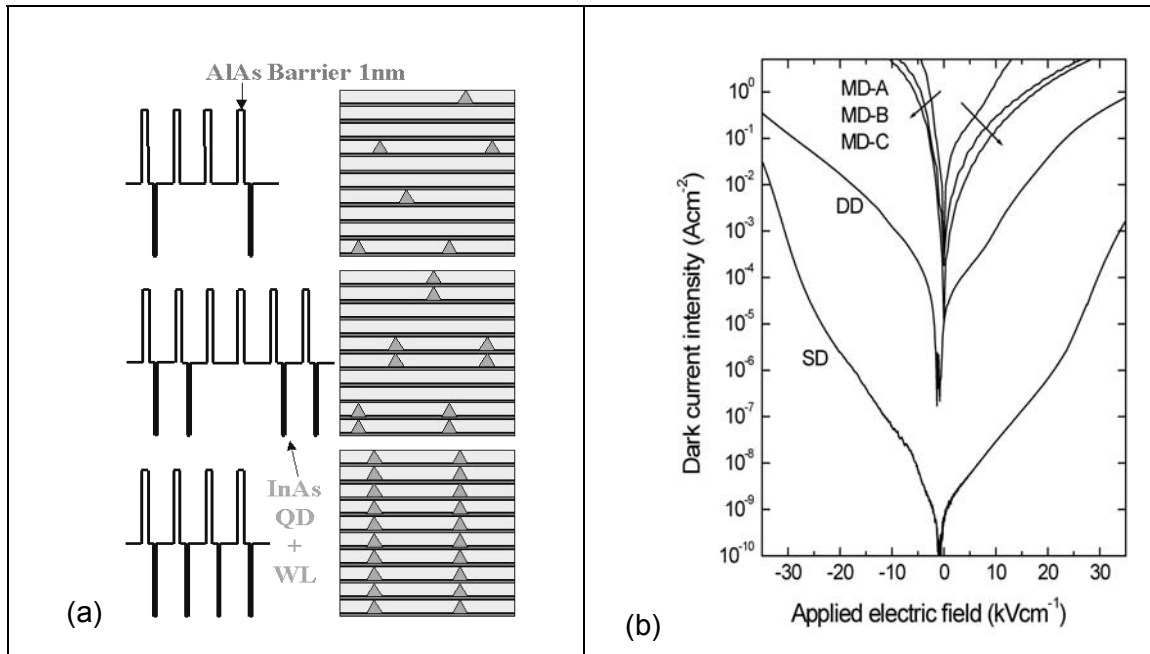 AlAs Barrier 1nm
InAs
QD
+
WL
(a)
10⁰
10⁻¹
10⁻²
10⁻³
10⁻⁴
10⁻⁵
10⁻⁶
10⁻⁷
10⁻⁸
10⁻⁹
10⁻¹⁰
Dark current intensity (Acm⁻²)
MD-A
MD-B
MD-C
DD
SD
-30 -20 -10 0 10 20 30
Applied electric field (kVcm⁻¹)
(b)